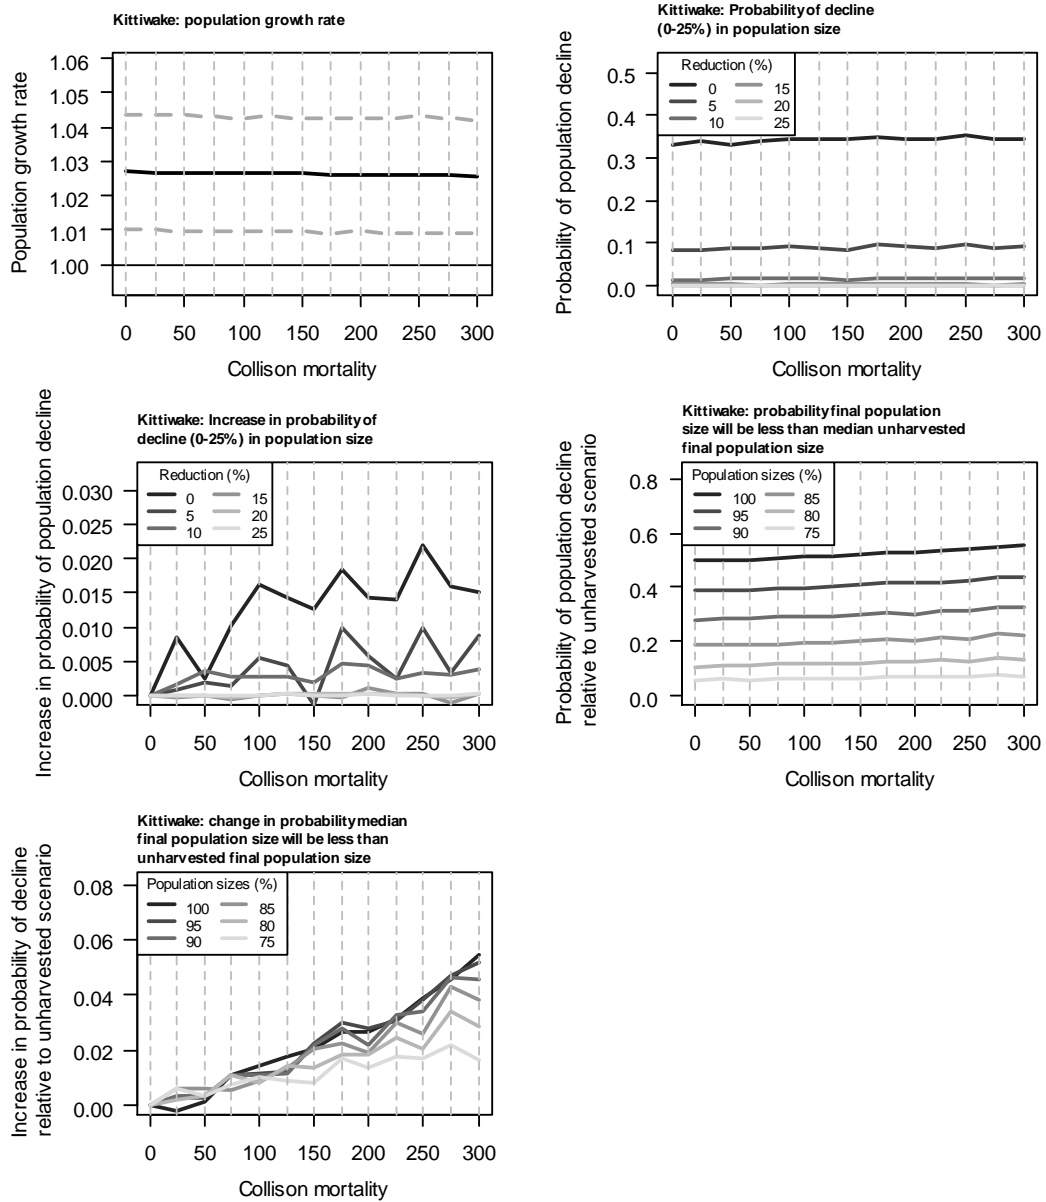 Kittiwake: population growth rate
Population growth rate
1.06
1.05
1.04
1.03
1.02
1.01
1.00
0 50 100 150 200 250 300
Collison mortality
Kittiwake: Probability of decline
(0-25%) in population size
Probability of population decline
0.5
0.4
0.3
0.2
0.1
0.0
Reduction (%)
0 15
5 20
10 25
0 50 100 150 200 250 300
Collison mortality
Kittiwake: Increase in probability of
decline (0-25%) in population size
Increase in probability of population decline
0.030
0.025
0.020
0.015
0.010
0.005
0.000
Reduction (%)
0 15
5 20
10 25
0 50 100 150 200 250 300
Collison mortality
Kittiwake: probability final population
size will be less than median unharvested
final population size
Probability of population decline
relative to unharvested scenario
0.8
0.6
0.4
0.2
0.0
Population sizes (%)
100 85
95 80
90 75
0 50 100 150 200 250 300
Collison mortality
Kittiwake: change in probability median
final population size will be less than
unharvested final population size
Increase in probability of decline
relative to unharvested scenario
0.08
0.06
0.04
0.02
0.00
Population sizes (%)
100 85
95 80
90 75
0 50 100 150 200 250 300
Collison mortality